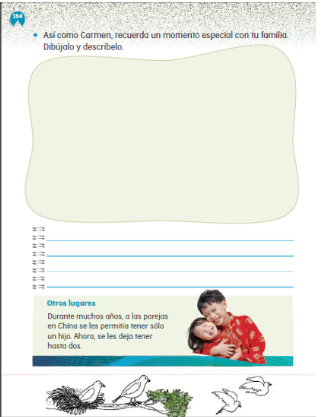 154
Así como Carmen, recuerda un momento especial con tu familia.
Dibújalo y descríbelo.
Otros lugares
Durante muchos años, a las parejas
en China se les permitía tener sólo
un hijo. Ahora, se les deja tener
hasta dos.